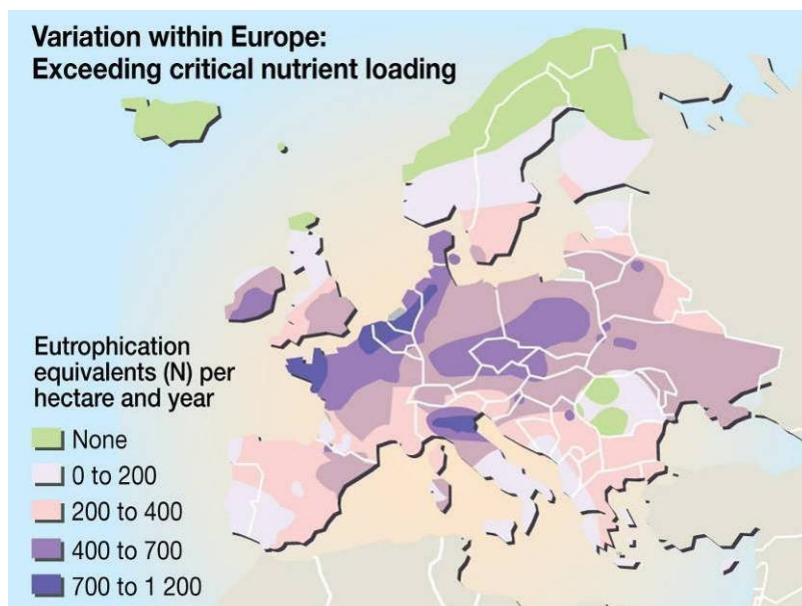 Variation within Europe:
Exceeding critical nutrient loading
Eutrophication
equivalents (N) per
hectare and year
None
0 to 200
200 to 400
400 to 700
700 to 1 200